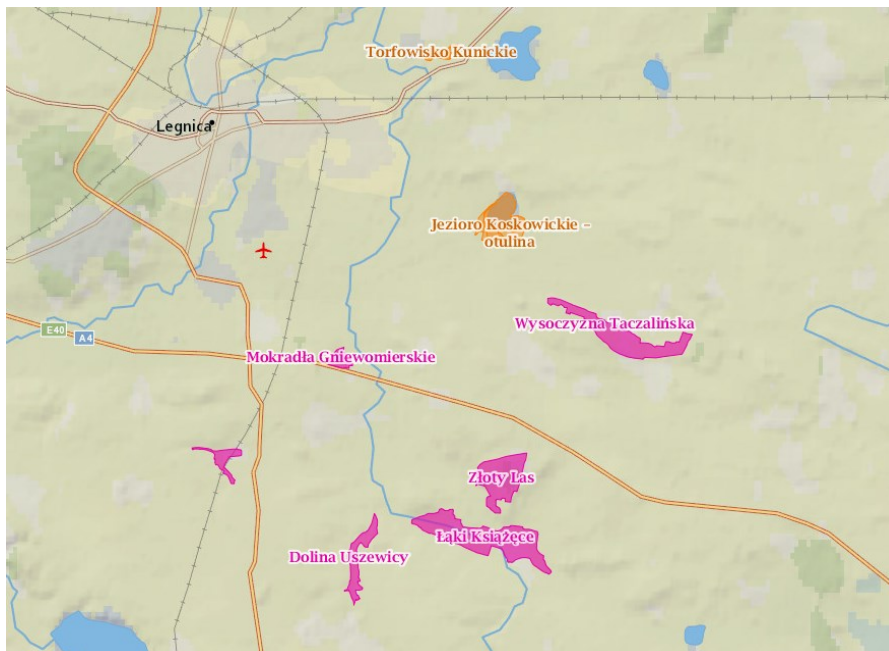 Torfowisko Kunickie
Legnica
Jezioro Koskowickie –
otulina
Wysoczyzna Taczalińska
E40
A4
Mokradła Gniewomierskie
Złoty Las
Łąki Książęce
Dolina Uszewicy